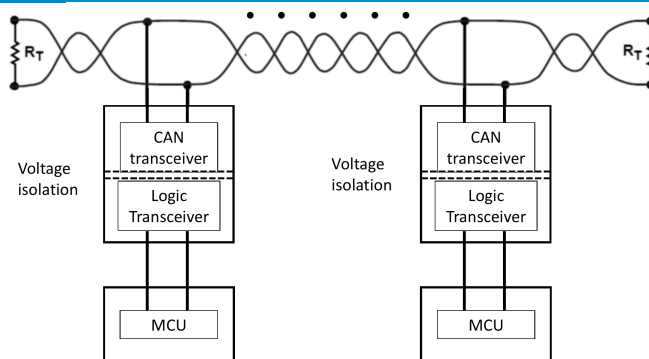 RT
RT
CAN
transceiver
Voltage
isolation
Logic
Transceiver
MCU
CAN
transceiver
Voltage
isolation
Logic
Transceiver
MCU